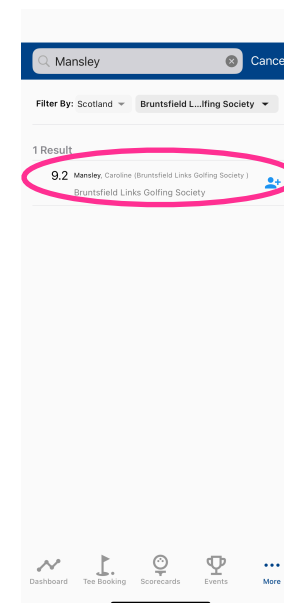 Mansley Cance
Filter By: Scotland Bruntsfield L...lfing Society
1 Result
9.2 Mansley, Caroline (Bruntsfield Links Golfing Society )
Bruntsfield Links Golfing Society
Dashboard Tee Booking Scorecards Events More